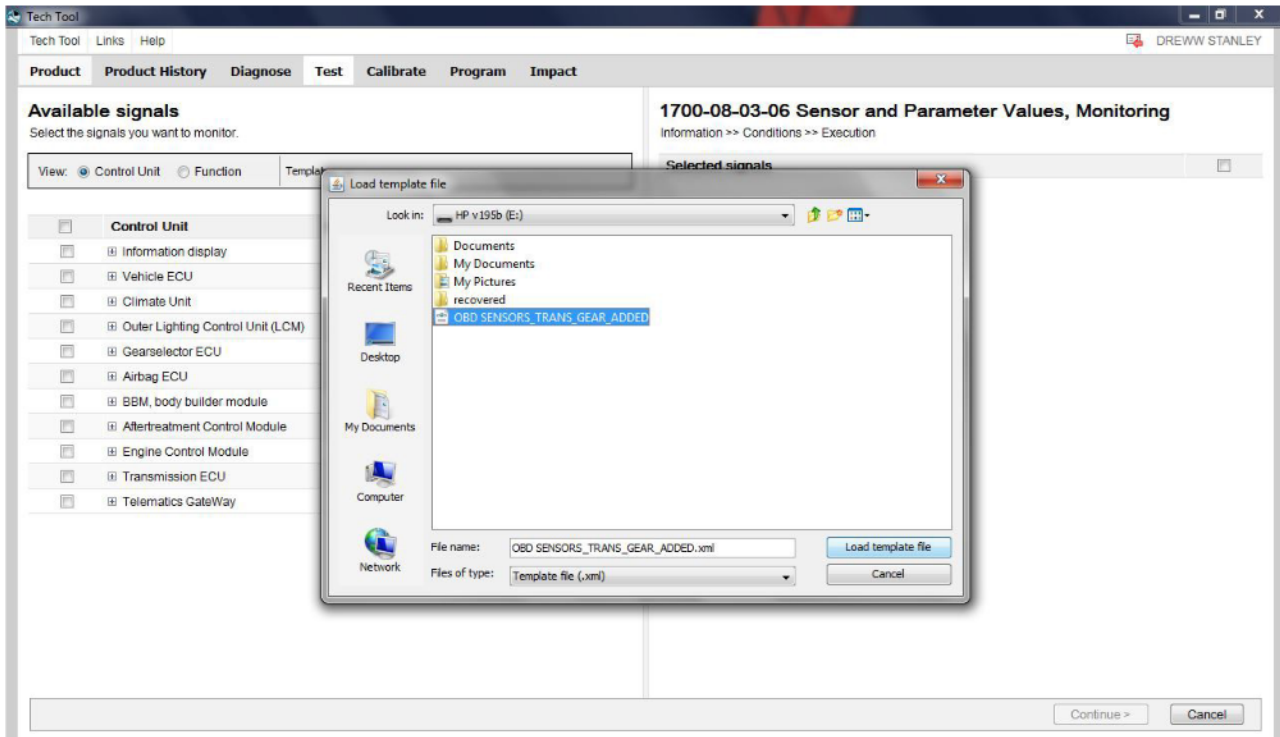 Tech Tool
Tech Tool Links Help DREWW STANLEY
Product Product History Diagnose Test Calibrate Program Impact
Available signals
Select the signals you want to monitor.
View: Control Unit Function Templat
Control Unit
Information display
Vehicle ECU
Climate Unit
Outer Lighting Control Unit (LCM)
Gearselector ECU
Airbag ECU
BBM, body builder module
Aftertreatment Control Module
Engine Control Module
Transmission ECU
Telematics GateWay
1700-08-03-06 Sensor and Parameter Values, Monitoring
Information >> Conditions >> Execution
Selected signals
Load template file
Look in: HP v195b (E:)
Recent Items
Desktop
My Documents
Computer
Network
Documents
My Documents
My Pictures
recovered
OBD SENSORS_TRANS_GEAR_ADDED
File name: OBD SENSORS_TRANS_GEAR_ADDED.xml Load template file
Files of type: Template file (.xml) Cancel
Continue > Cancel